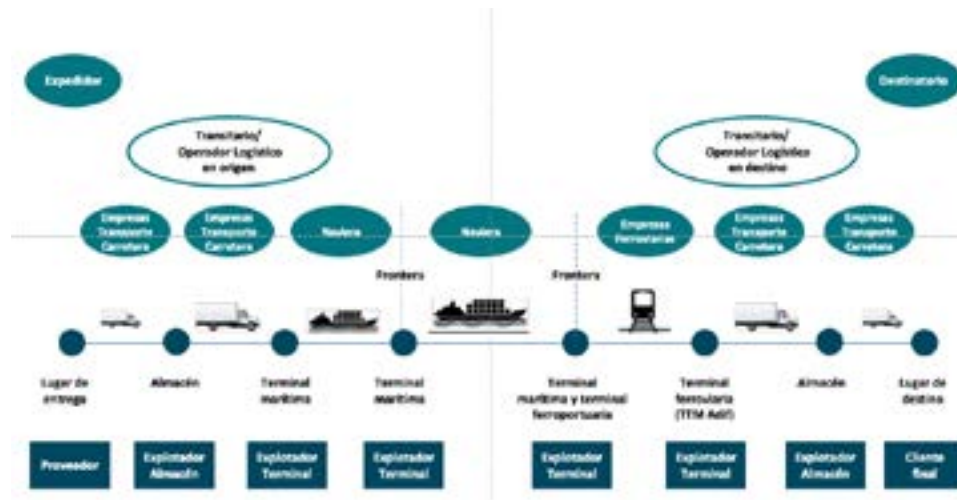 Expedidor
Destinatario
Transitario/
Operador Logístico
en origen
Transitario/
Operador Logístico
en destino
Empresas
Transporte
Carretera
Empresas
Transporte
Carretera
Naviera
Naviera
Empresas
Ferroviarias
Empresas
Transporte
Carretera
Empresas
Transporte
Carretera
Frontera
Frontera
Lugar de
entrega
Almacén
Terminal
marítima
Terminal
marítima
Terminal
marítima y terminal
ferroportuaria
Terminal
ferroviaria
(TTM Adif)
Almacén
Lugar de
destino
Proveedor
Explotador
Almacén
Explotador
Terminal
Explotador
Terminal
Explotador
Terminal
Explotador
Terminal
Explotador
Almacén
Cliente
final